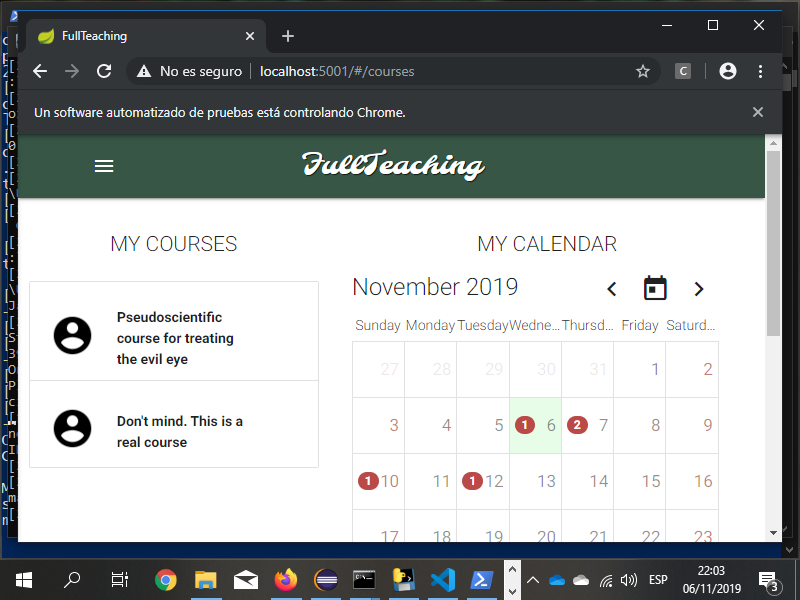 FullTeaching
No es seguro
localhost:5001/#/courses
C
Un software automatizado de pruebas está controlando Chrome.
FullTeaching
MY COURSES
MY CALENDAR
Pseudoscientific
course for treating
the evil eye
Don't mind. This is a
real course
November 2019
Sunday Monday Tuesday Wedne... Thursd... Friday Saturd...
27 28 29 30 31 1 2
3 4 5 1 6 2 7 8 9
1 10 11 1 12 13 14 15 16
17 18 19 20 21 22 23
ESP
22:03
06/11/2019
3